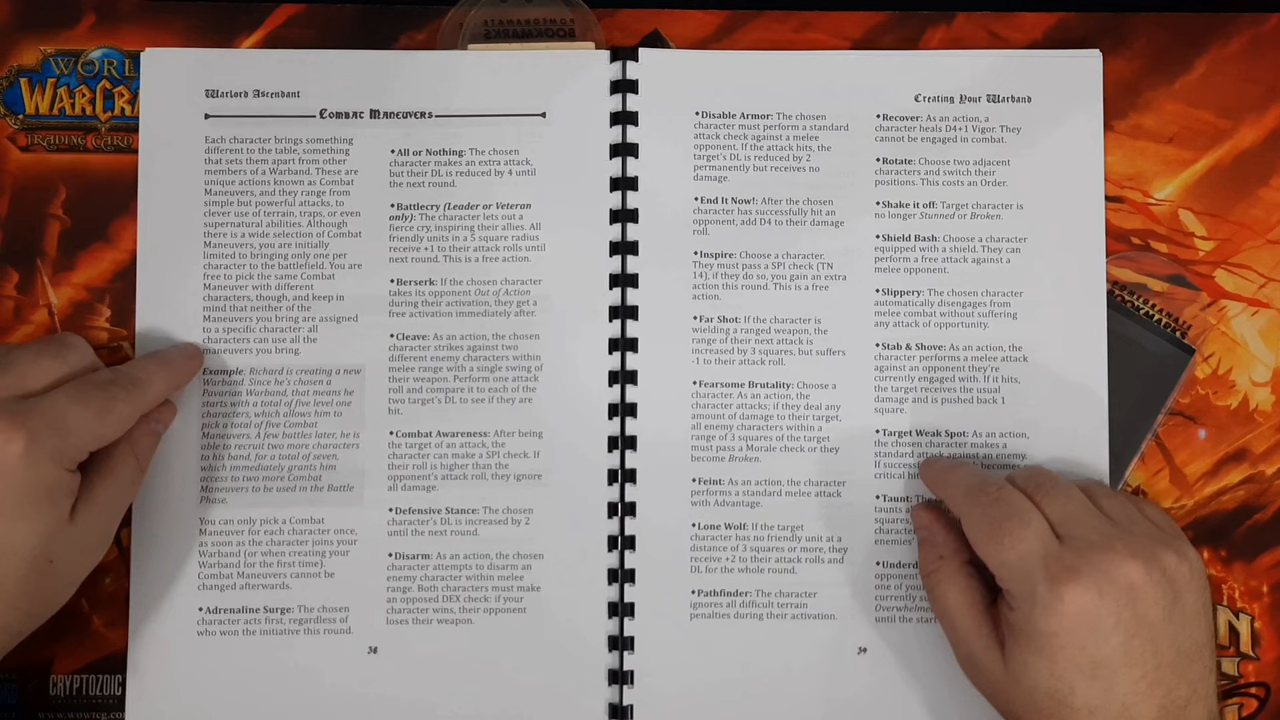 POMEGRANATE
BOOKMARKS
WORL
WARCRA
TRADING CARD
Warlord Ascendant
Combat Maneuvers
Each character brings something
different to the table, something
that sets them apart from other
members of a Warband. These are
unique actions known as Combat
Maneuvers, and they range from
simple but powerful attacks, to
clever use of terrain, traps, or even
supernatural abilities. Although
there is a wide selection of Combat
Maneuvers, you are initially
limited to bringing only one per
character to the battlefield. You are
free to pick the same Combat
Maneuver with different
characters, though, and keep in
mind that neither of the
Maneuvers you bring are assigned
to a specific character: all
characters can use all the
maneuvers you bring.
Example: Richard is creating a new
Warband. Since he's chosen a
Pavarian Warband, that means he
starts with a total of five level one
characters, which allows him to
pick a total of five Combat
Maneuvers. A few battles later, he is
able to recruit two more characters
to his band, for a total of seven,
which immediately grants him
access to two more Combat
Maneuvers to be used in the Battle
Phase.
You can only pick a Combat
Maneuver for each character once,
as soon as the character joins your
Warband (or when creating your
Warband for the first time).
Combat Maneuvers cannot be
changed afterwards.
◆Adrenaline Surge: The chosen
character acts first, regardless of
who won the initiative this round.
◆All or Nothing: The chosen
character makes an extra attack,
but their DL is reduced by 4 until
the next round.
◆Battlecry (Leader or Veteran
only): The character lets out a
fierce cry, inspiring their allies. All
friendly units in a 5 square radius
receive +1 to their attack rolls until
next round. This is a free action.
◆Berserk: If the chosen character
takes its opponent Out of Action
during their activation, they get a
free activation immediately after.
◆Cleave: As an action, the chosen
character strikes against two
different enemy characters within
melee range with a single swing of
their weapon. Perform one attack
roll and compare it to each of the
two target's DL to see if they are
hit.
◆Combat Awareness: After being
the target of an attack, the
character can make a SPI check. If
their roll is higher than the
opponent's attack roll, they ignore
all damage.
◆Defensive Stance: The chosen
character's DL is increased by 2
until the next round.
◆Disarm: As an action, the chosen
character attempts to disarm an
enemy character within melee
range. Both characters must make
an opposed DEX check: if your
character wins, their opponent
loses their weapon.
38
Creating Your Warband
◆Disable Armor: The chosen
character must perform a standard
attack check against a melee
opponent. If the attack hits, the
target's DL is reduced by 2
permanently but receives no
damage.
◆End It Now!: After the chosen
character has successfully hit an
opponent, add D4 to their damage
roll.
◆Inspire: Choose a character.
They must pass a SPI check (TN
14), if they do so, you gain an extra
action this round. This is a free
action.
◆Far Shot: If the character is
wielding a ranged weapon, the
range of their next attack is
increased by 3 squares, but suffers
-1 to their attack roll.
◆Fearsome Brutality: Choose a
character. As an action, the
character attacks; if they deal any
amount of damage to their target,
all enemy characters within a
range of 3 squares of the target
must pass a Morale check or they
become Broken.
◆Feint: As an action, the character
performs a standard melee attack
with Advantage.
◆Lone Wolf: If the target
character has no friendly unit at a
distance of 3 squares or more, they
receive +2 to their attack rolls and
DL for the whole round.
◆Pathfinder: The character
ignores all difficult terrain
penalties during their activation.
◆Recover: As an action, a
character heals D4+1 Vigor. They
cannot be engaged in combat.
◆Rotate: Choose two adjacent
characters and switch their
positions. This costs an Order.
◆Shake it off: Target character is
no longer Stunned or Broken.
◆Shield Bash: Choose a character
equipped with a shield. They can
perform a free attack against a
melee opponent.
◆Slippery: The chosen character
automatically disengages from
melee combat without suffering
any attack of opportunity.
◆Stab & Shove: As an action, the
character performs a melee attack
against an opponent they're
currently engaged with. If it hits,
the target receives the usual
damage and is pushed back 1
square.
◆Target Weak Spot: As an action,
the chosen character makes a
standard attack against an enemy.
If success becomes
critical hi
◆Taunt: The
taunts a
squares,
characte
enemies'
◆Underd
opponent
one of you
currently su
Overwhelme
until the start
39
CRYPTOZOIC
ENTERTAINMENT
www.wowtcg.com